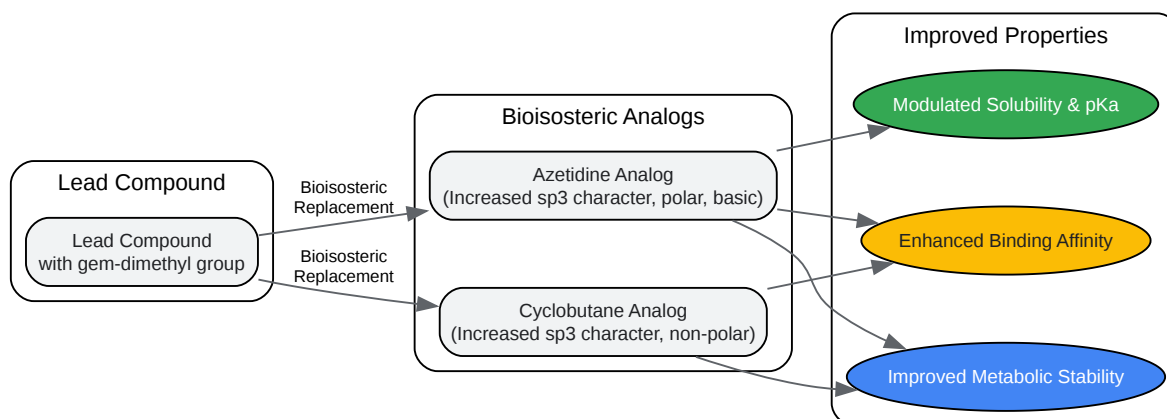 Lead Compound
Lead Compound
with gem-dimethyl group
Bioisosteric
Replacement
Bioisosteric
Replacement
Bioisosteric Analogs
Azetidine Analog
(Increased sp3 character, polar, basic)
Cyclobutane Analog
(Increased sp3 character, non-polar)
Improved Properties
Modulated Solubility & pKa
Enhanced Binding Affinity
Improved Metabolic Stability